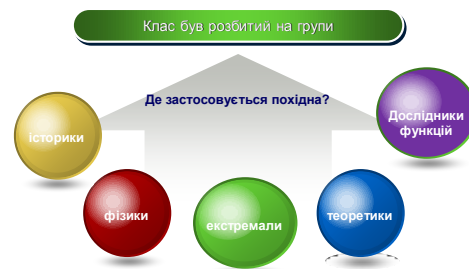 Клас був розбитий на групи
Де застосовується похідна?
історики
Дослідники
функцій
фізики
екстремали
теоретики